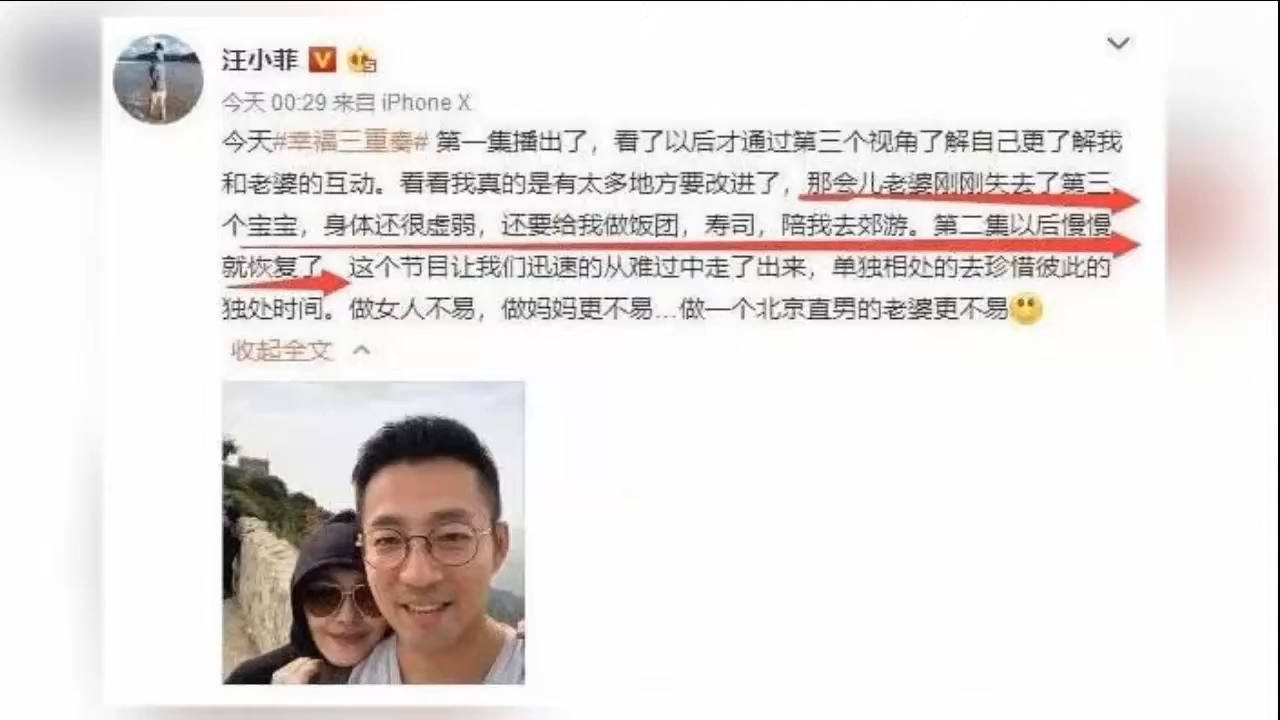 汪小菲
今天 00:29 来自 iPhone X
今天#幸福三重奏# 第一集播出了，看了以后才通过第三个视角了解自己更了解我
和老婆的互动。看看我真的是有太多地方要改进了，那会儿老婆刚刚失去了第三
个宝宝，身体还很虚弱，还要给我做饭团，寿司，陪我去郊游。第二集以后慢慢
就恢复了，这个节目让我们迅速的从难过中走了出来，单独相处的去珍惜彼此的
独处时间。做女人不易，做妈妈更不易...做一个北京直男的老婆更不易
收起全文